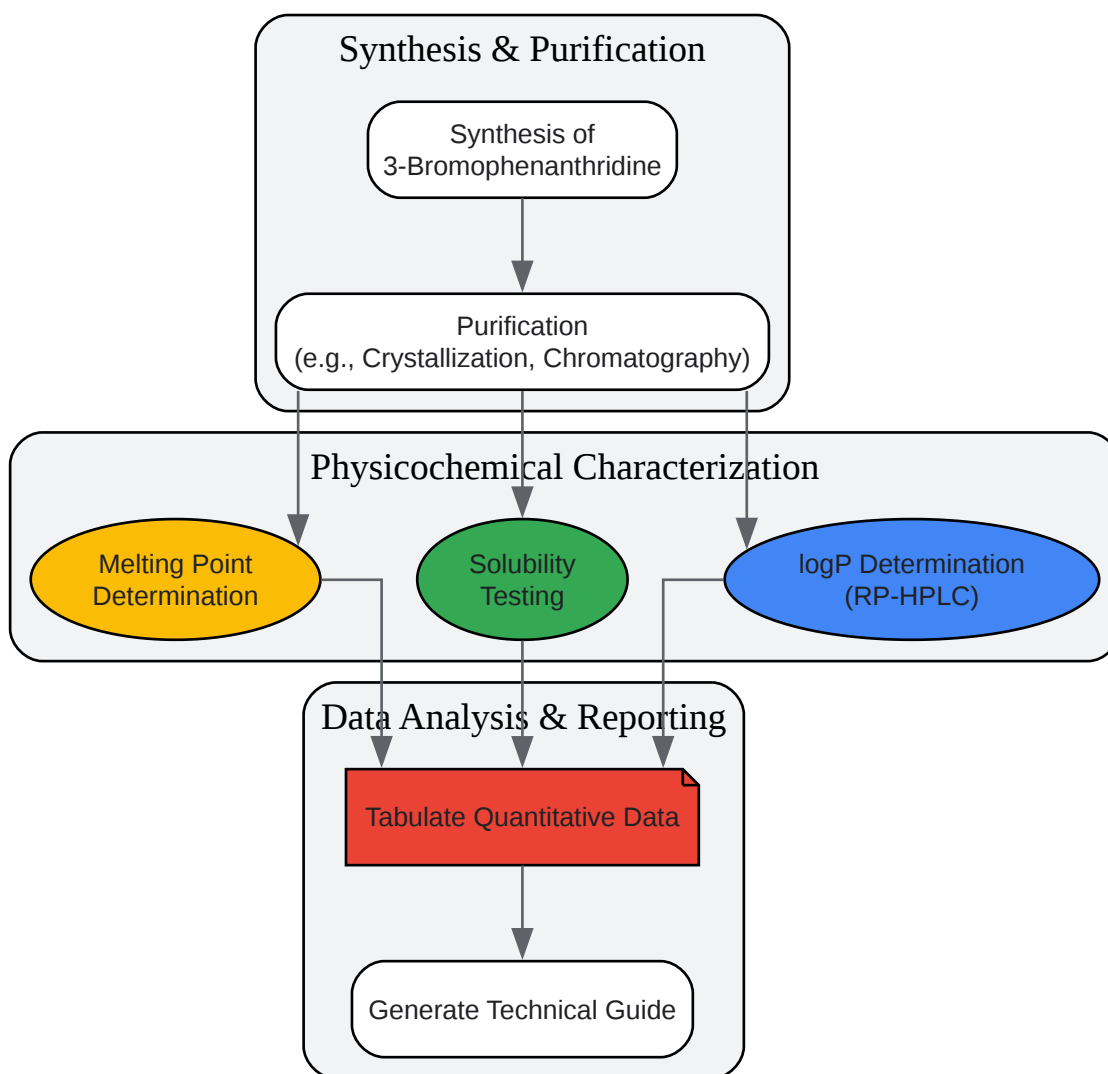 Synthesis & Purification
Synthesis of
3-Bromophenanthridine
Purification
(e.g., Crystallization, Chromatography)
Physicochemical Characterization
Melting Point
Determination
Solubility
Testing
logP Determination
(RP-HPLC)
Data Analysis & Reporting
Tabulate Quantitative Data
Generate Technical Guide